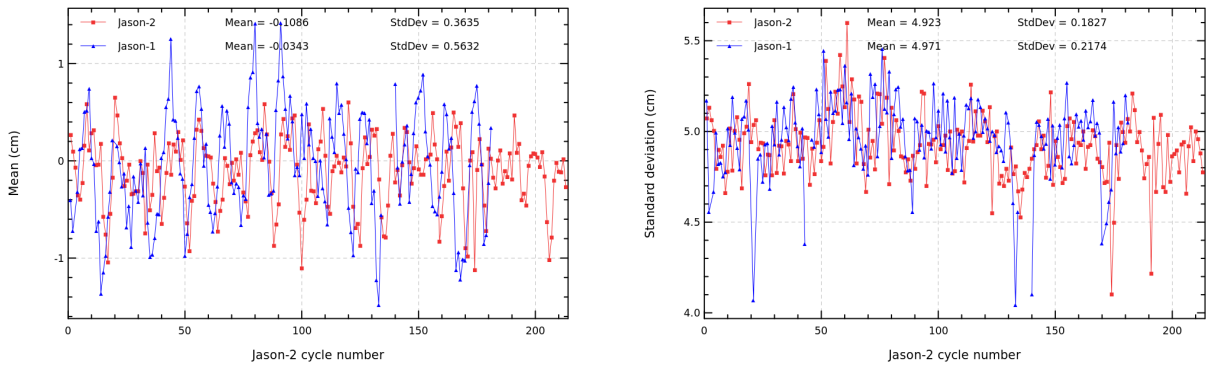 Jason-2 Mean = -0.1086 StdDev = 0.3635
Jason-1 Mean = -0.0343 StdDev = 0.5632
1
0
-1
Mean (cm)
0 50 100 150 200
Jason-2 cycle number
Jason-2 Mean = 4.923 StdDev = 0.1827
Jason-1 Mean = 4.971 StdDev = 0.2174
5.5
5.0
4.5
4.0
Standard deviation (cm)
0 50 100 150 200
Jason-2 cycle number